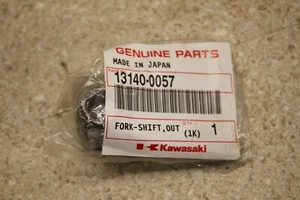 GENUINE PARTS
MADE IN JAPAN
13140-0057
FORK-SHIFT,OUT
QTY
(1K) 1
Kawasaki